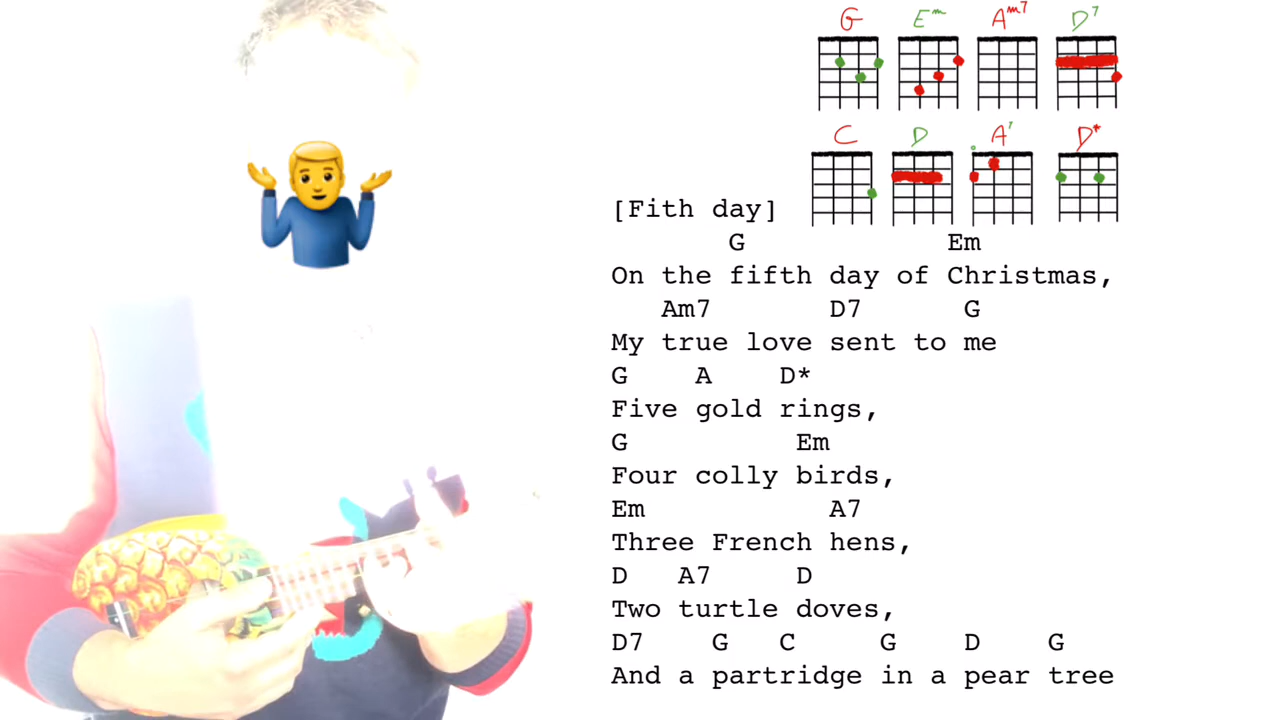 G Em Am7 D7
C D A7 D*
[Fith day]
G Em
On the fifth day of Christmas,
Am7 D7 G
My true love sent to me
G A D*
Five gold rings,
G Em
Four colly birds,
Em A7
Three French hens,
D A7 D
Two turtle doves,
D7 G C G D G
And a partridge in a pear tree